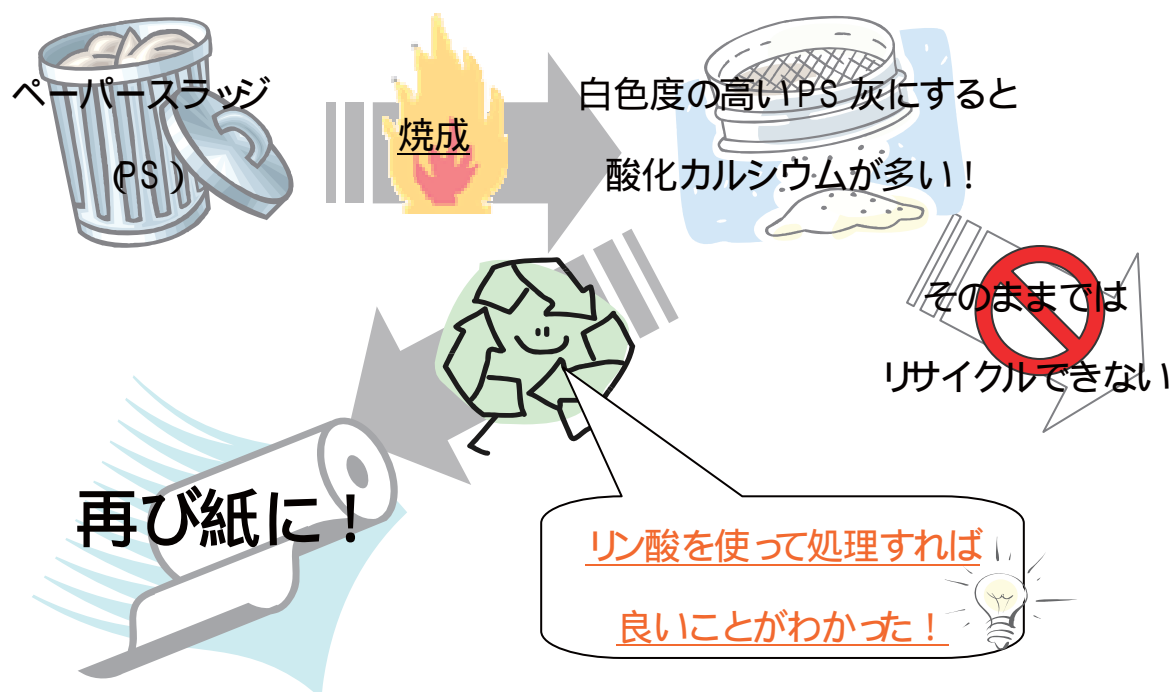 ペーパースラッジ
(PS)
焼成
白色度の高いPS 灰にすると
酸化カルシウムが多い！
そのままでは
リサイクルできない
再び紙に！
リン酸を使って処理すれば
良いことがわかった！